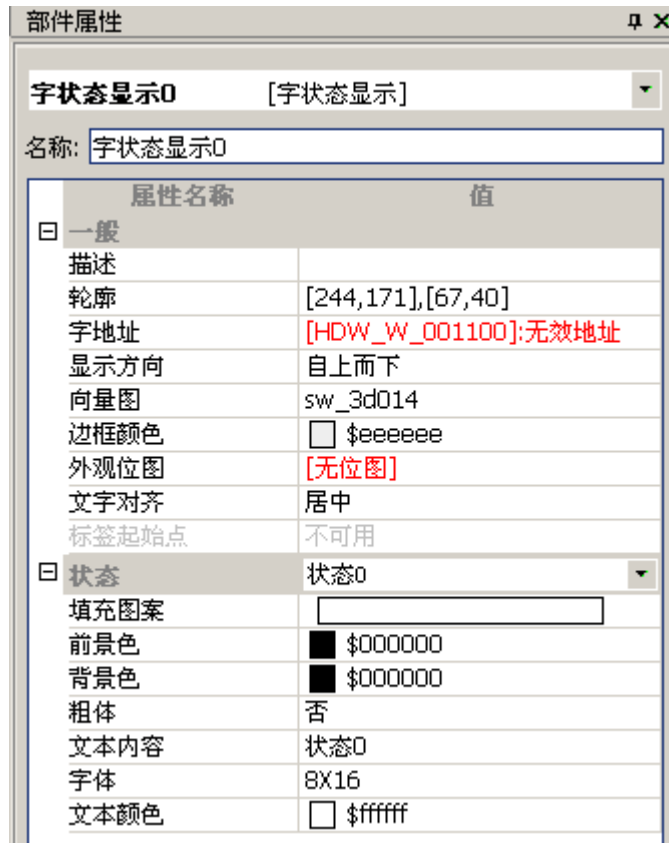 部件属性
字状态显示0 [字状态显示]
名称: 字状态显示0
属性名称 值
一般
描述
轮廓 [244,171],[67,40]
字地址 [HDW_W_001100]:无效地址
显示方向 自上而下
向量图 sw_3d014
边框颜色 $eeeeee
外观位图 [无位图]
文字对齐 居中
标签起始点 不可用
状态 状态0
填充图案
前景色 $000000
背景色 $000000
粗体 否
文本内容 状态0
字体 8X16
文本颜色 $ffffff